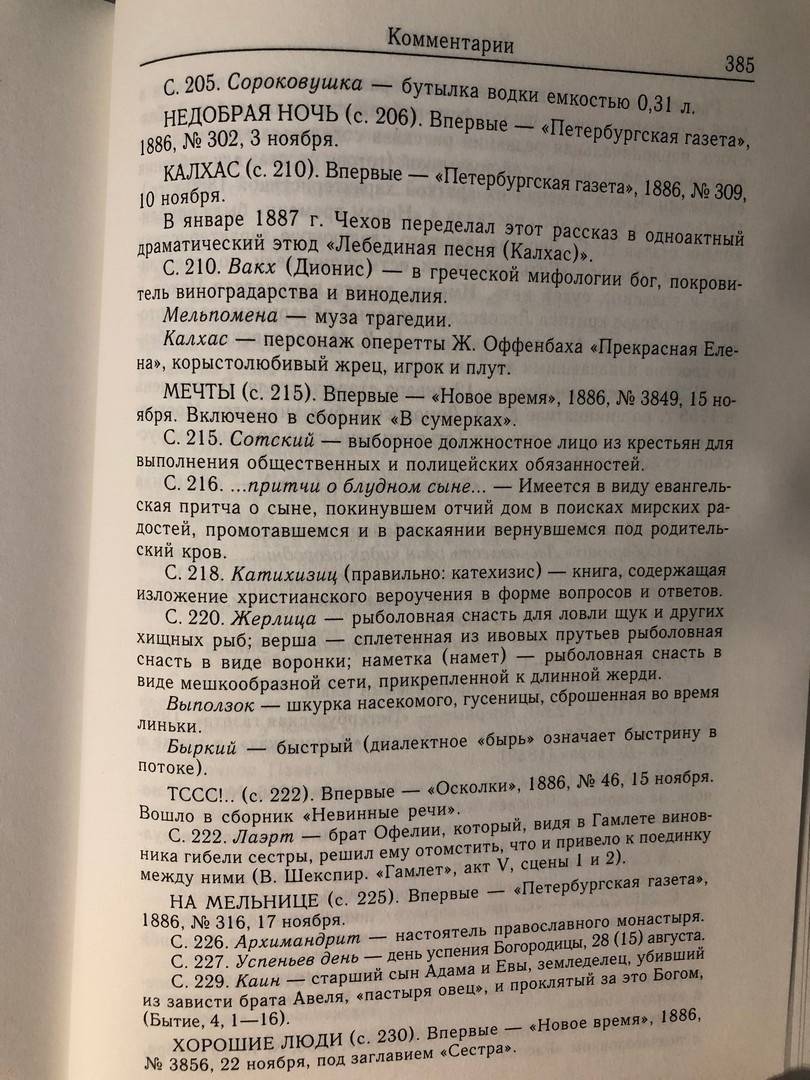 Комментарии
385
С. 205. Сороковушка — бутылка водки емкостью 0,31 л.
НЕДОБРАЯ НОЧЬ (с. 206). Впервые — «Петербургская газета»,
1886, № 302, 3 ноября.
КАЛХАС (с. 210). Впервые — «Петербургская газета», 1886, № 309,
10 ноября.
В январе 1887 г. Чехов переделал этот рассказ в одноактный
драматический этюд «Лебединая песня (Калхас)».
С. 210. Вакх (Дионис) — в греческой мифологии бог, покрови-
тель виноградарства и виноделия.
Мельпомена — муза трагедии.
Калхас — персонаж оперетты Ж. Оффенбаха «Прекрасная Еле-
на», корыстолюбивый жрец, игрок и плут.
МЕЧТЫ (с. 215). Впервые — «Новое время», 1886, № 3849, 15 но-
ября. Включено в сборник «В сумерках».
С. 215. Сотский — выборное должностное лицо из крестьян для
выполнения общественных и полицейских обязанностей.
С. 216. ...притчи о блудном сыне... — Имеется в виду евангель-
ская притча о сыне, покинувшем отчий дом в поисках мирских ра-
достей, промотавшемся и в раскаянии вернувшемся под родитель-
ский кров.
С. 218. Катихизиц (правильно: катехизис) — книга, содержащая
изложение христианского вероучения в форме вопросов и ответов.
С. 220. Жерлица — рыболовная снасть для ловли щук и других
хищных рыб; верша — сплетенная из ивовых прутьев рыболовная
снасть в виде воронки; наметка (намет) — рыболовная снасть в
виде мешкообразной сети, прикрепленной к длинной жерди.
Выползок — шкурка насекомого, гусеницы, сброшенная во время
линьки.
Быркий — быстрый (диалектное «бырь» означает быстрину в
потоке).
ТССС!.. (с. 222). Впервые — «Осколки», 1886, № 46, 15 ноября.
Вошло в сборник «Невинные речи».
С. 222. Лаэрт — брат Офелии, который, видя в Гамлете винов-
ника гибели сестры, решил ему отомстить, что и привело к поединку
между ними (В. Шекспир. «Гамлет», акт V, сцены 1 и 2).
НА МЕЛЬНИЦЕ (с. 225). Впервые — «Петербургская газета»,
1886, № 316, 17 ноября.
С. 226. Архимандрит — настоятель православного монастыря.
С. 227. Успеньев день — день успения Богородицы, 28 (15) августа.
С. 229. Каин — старший сын Адама и Евы, земледелец, убивший
из зависти брата Авеля, «пастыря овец», и проклятый за это Богом,
(Бытие, 4, 1—16).
ХОРОШИЕ ЛЮДИ (с. 230). Впервые — «Новое время», 1886,
№ 3856, 22 ноября, под заглавием «Сестра».